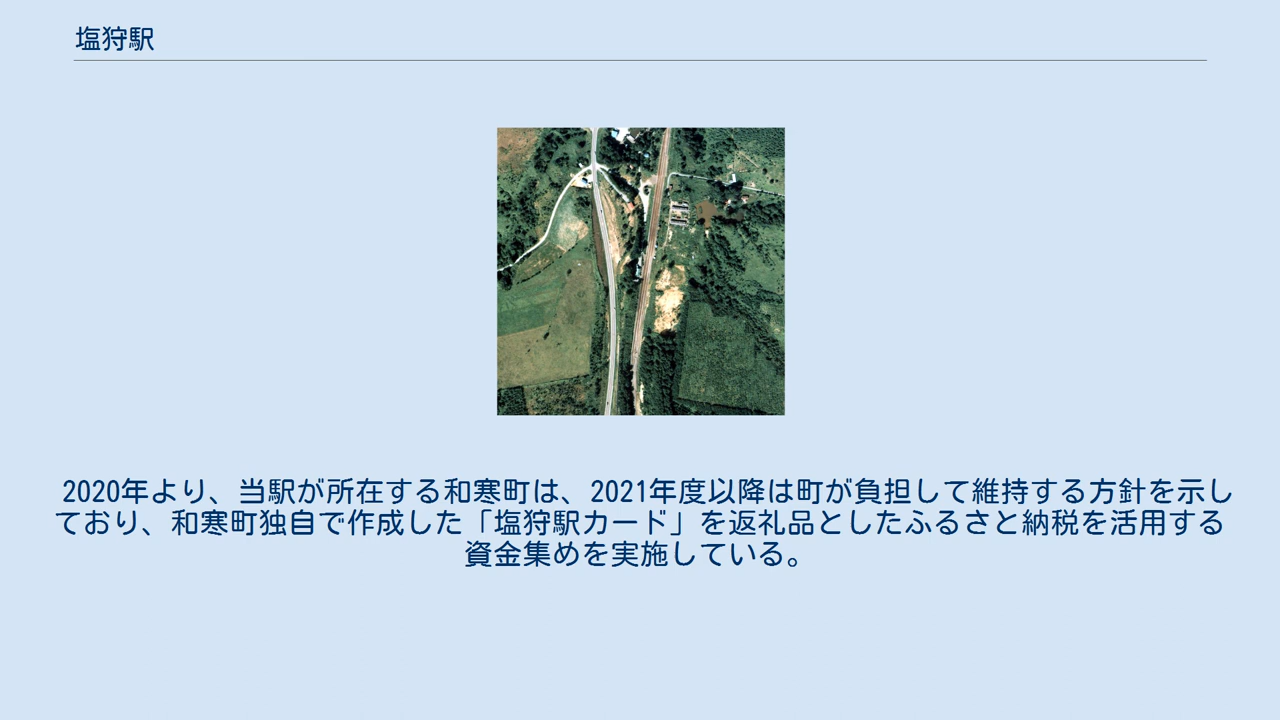 塩狩駅
2020年より、当駅が所在する和寒町は、2021年度以降は町が負担して維持する方針を示し
ており、和寒町独自で作成した「塩狩駅カード」を返礼品としたふるさと納税を活用する
資金集めを実施している。